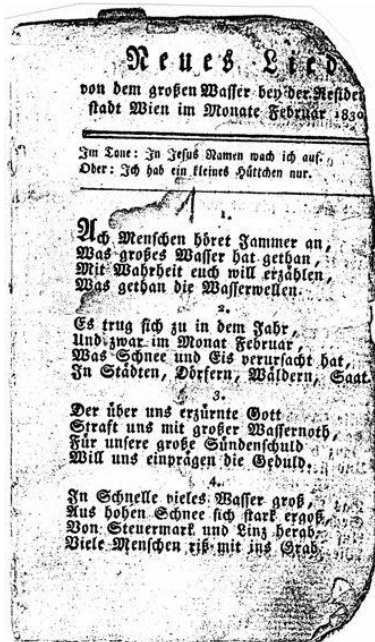 Neues Lied
von dem großen Wasser bey der Residen
stadt Wien im Monate Februar 1830
Im Tone: In Jesus Namen wach ich auf.
Oder: Ich hab ein kleines Hüttchen nur.
1.
Ach Menschen höret Jammer an,
Was großes Wasser hat gethan,
Mit Wahrheit euch will erzählen,
Was gethan die Wasserwellen.
2.
Es trug sich zu in dem Jahr,
Und zwar im Monat Februar,
Was Schnee und Eis verursacht hat,
In Städten, Dörfern, Wäldern, Saat.
3.
Der über uns erzürnte Gott
Straft uns mit großer Wassernoth,
Für unsere große Sündenschuld
Will uns einprägen die Geduld.
4.
In Schnelle vieles Wasser groß,
Aus hohen Schnee sich stark ergoß,
Von Steuermark und Linz herab,
Viele Menschen riß mit ins Grab.